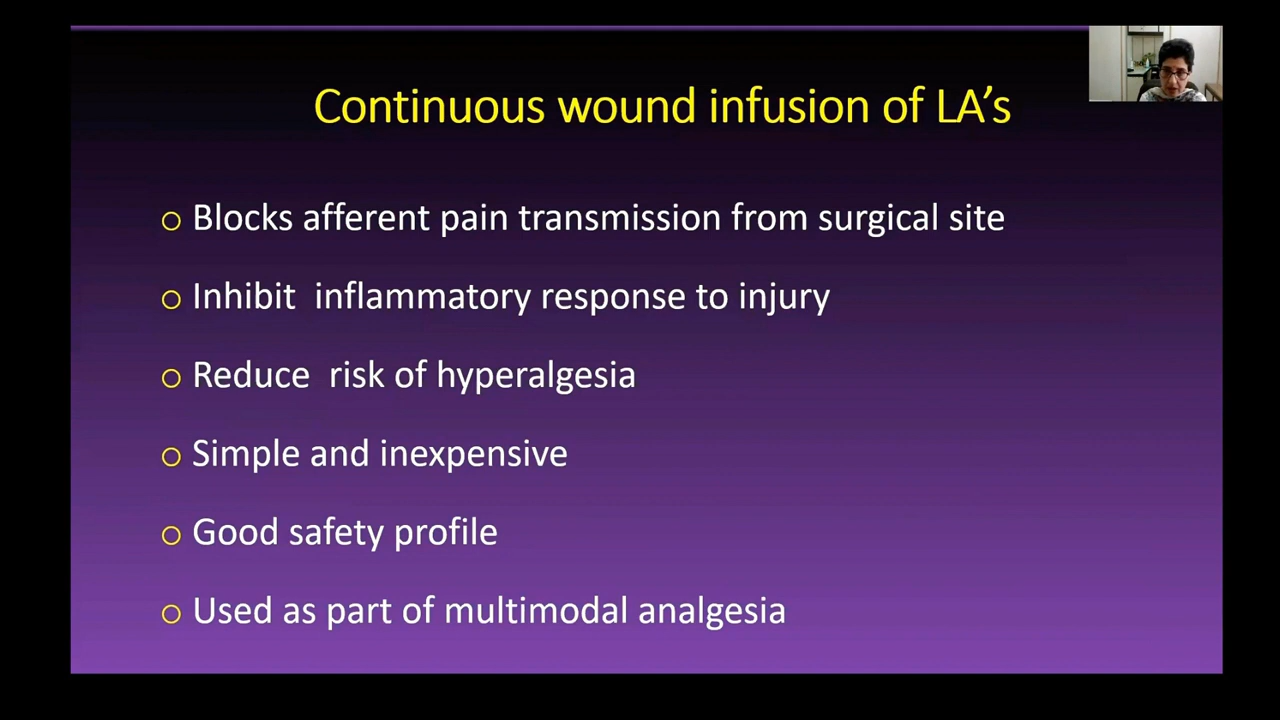 Continuous wound infusion of LA’s
o Blocks afferent pain transmission from surgical site
o Inhibit  inflammatory response to injury
o Reduce  risk of hyperalgesia
o Simple and inexpensive
o Good safety profile
o Used as part of multimodal analgesia